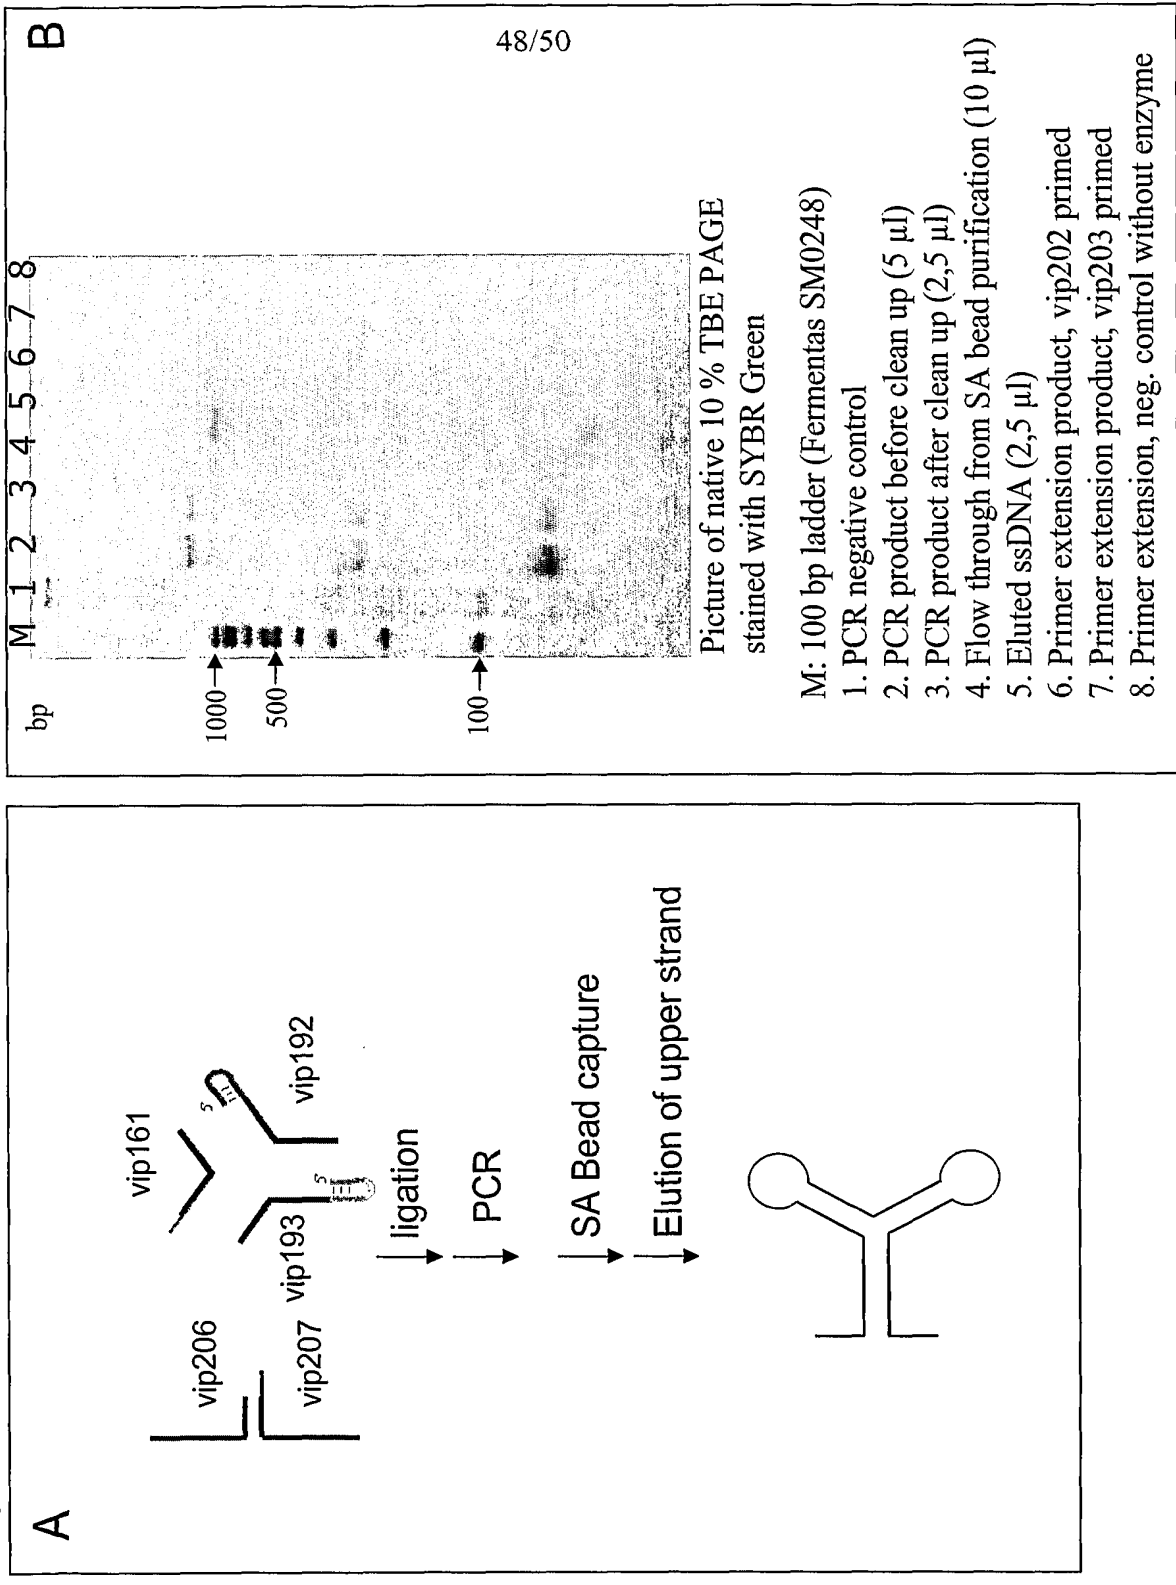 48/50
A
vip206
vip207
vip161
vip193
vip192
5'
5'
ligation
PCR
SA Bead capture
Elution of upper strand
B
bp
M 1 2 3 4 5 6 7 8
1000
500
100
Picture of native 10 % TBE PAGE
stained with SYBR Green
M: 100 bp ladder (Fermentas SM0248)
1. PCR negative control
2. PCR product before clean up (5 µl)
3. PCR product after clean up (2,5 µl)
4. Flow through from SA bead purification (10 µl)
5. Eluted ssDNA (2,5 µl)
6. Primer extension product, vip202 primed
7. Primer extension product, vip203 primed
8. Primer extension, neg. control without enzyme